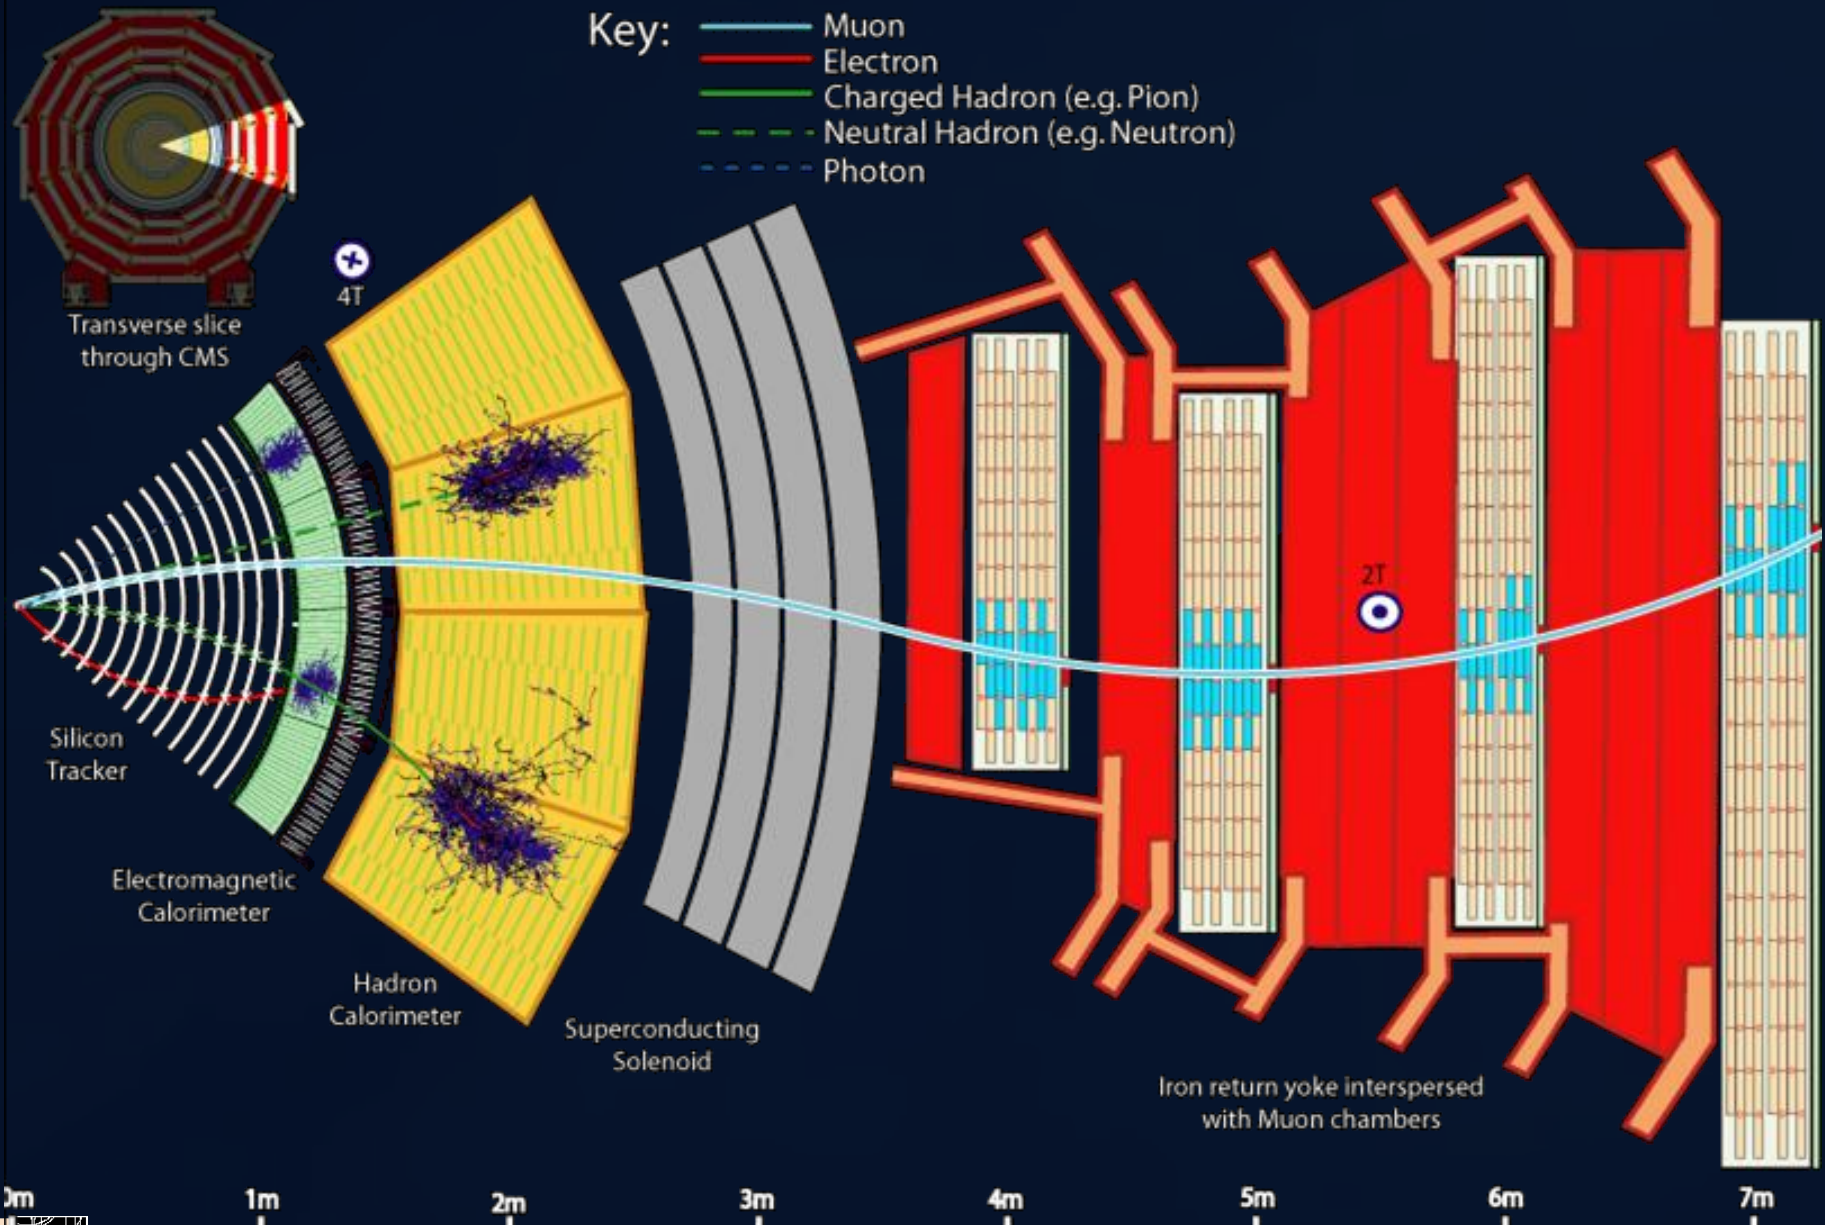 Key:
Muon
Electron
Charged Hadron (e.g. Pion)
Neutral Hadron (e.g. Neutron)
Photon
4T
Transverse slice
through CMS
2T
Silicon
Tracker
Electromagnetic
Calorimeter
Hadron
Calorimeter
Superconducting
Solenoid
Iron return yoke interspersed
with Muon chambers
0m 1m 2m 3m 4m 5m 6m 7m